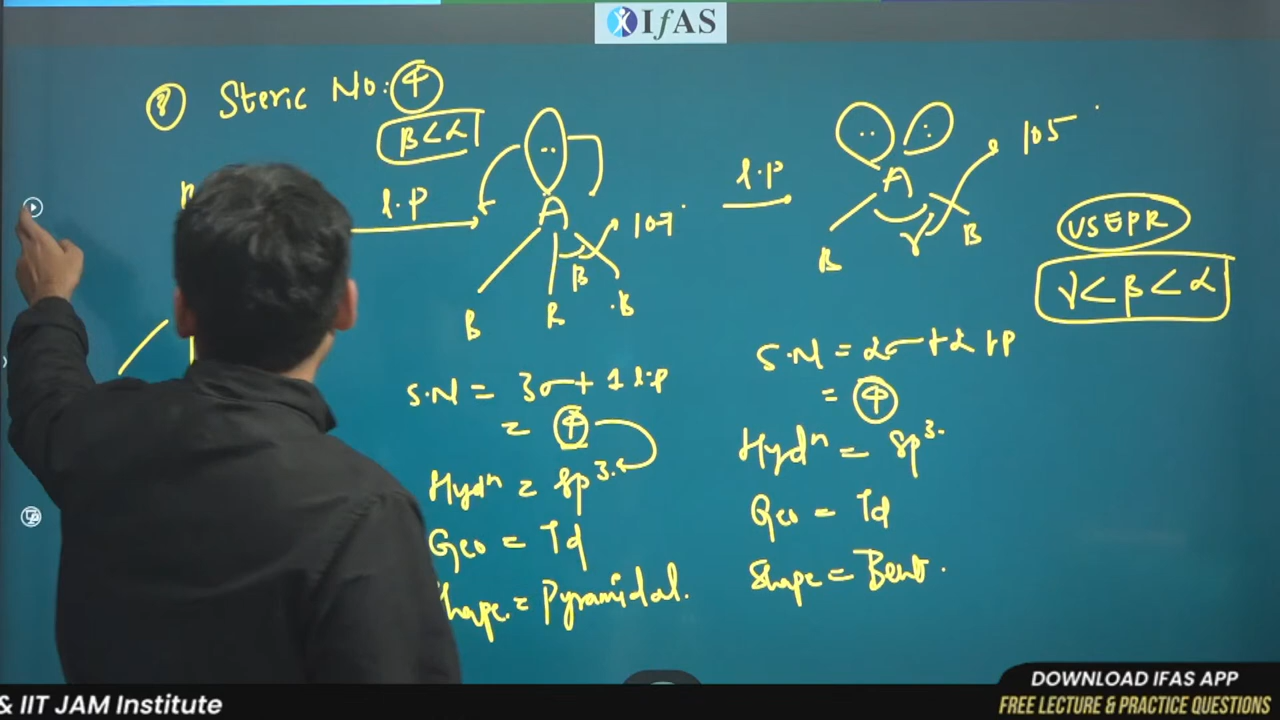 IfAS
? Steric No: 4
β < α
l.p
A
107°
β
B B B
S.N = 3σ + 1 l.p
= 4
Hydⁿ = sp³.
Geo = Td
Shape = Pyramidal.
l.p
A
105°
γ
B B
S.N = 2σ + 2 l.p
= 4
Hydⁿ = sp³.
Geo = Td
Shape = Bent.
VSEPR
γ < β < α
& IIT JAM Institute
DOWNLOAD IFAS APP
FREE LECTURE & PRACTICE QUESTIONS